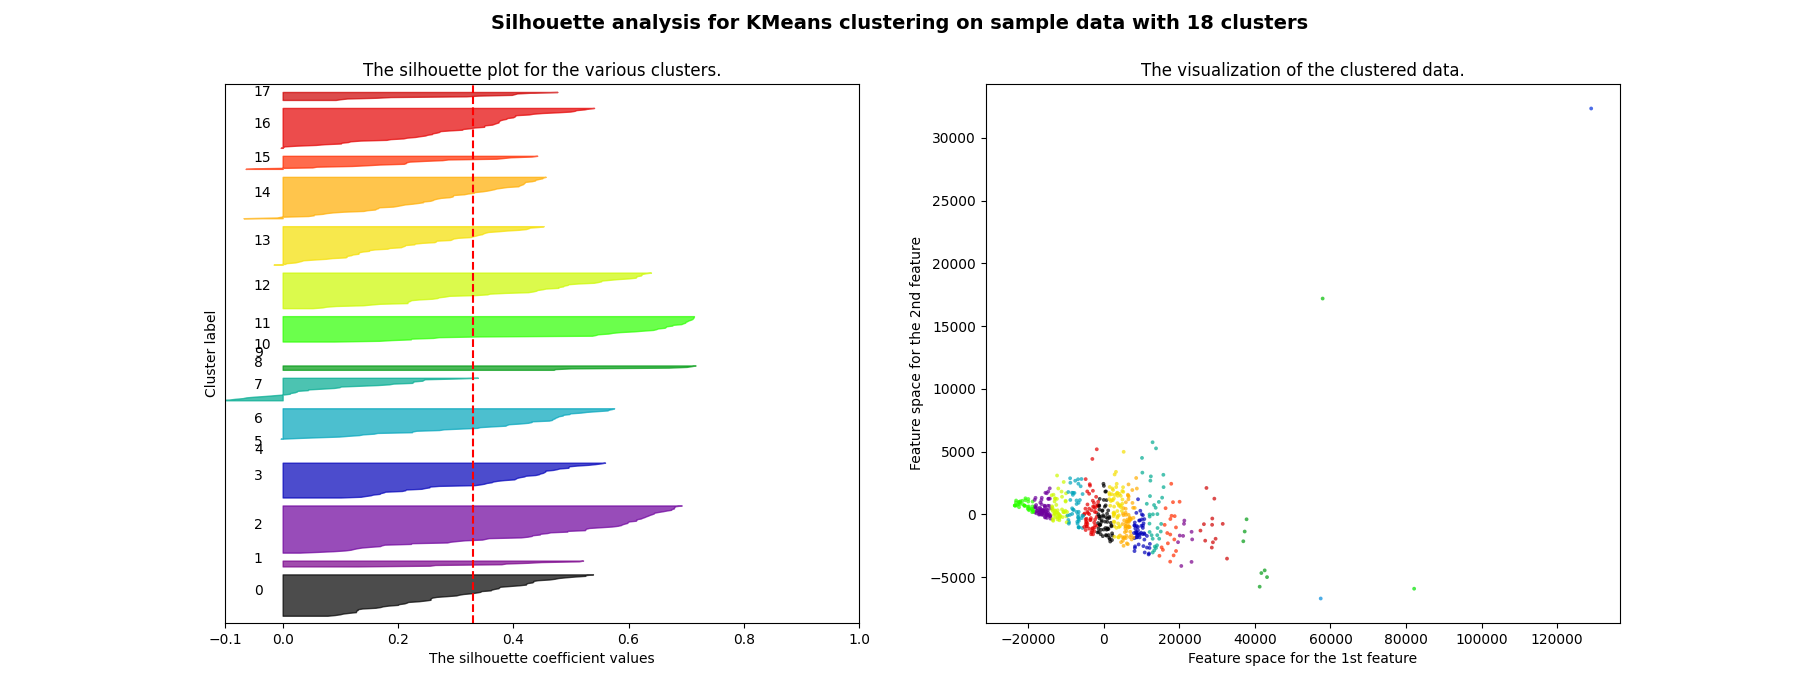 Silhouette analysis for KMeans clustering on sample data with 18 clusters
The silhouette plot for the various clusters.
17
16
15
14
13
12
11
10
9
8
7
6
5
4
3
2
1
0
Cluster label
−0.1 0.0 0.2 0.4 0.6 0.8 1.0
The silhouette coefficient values
The visualization of the clustered data.
30000
25000
20000
15000
10000
5000
0
−5000
Feature space for the 2nd feature
−20000 0 20000 40000 60000 80000 100000 120000
Feature space for the 1st feature